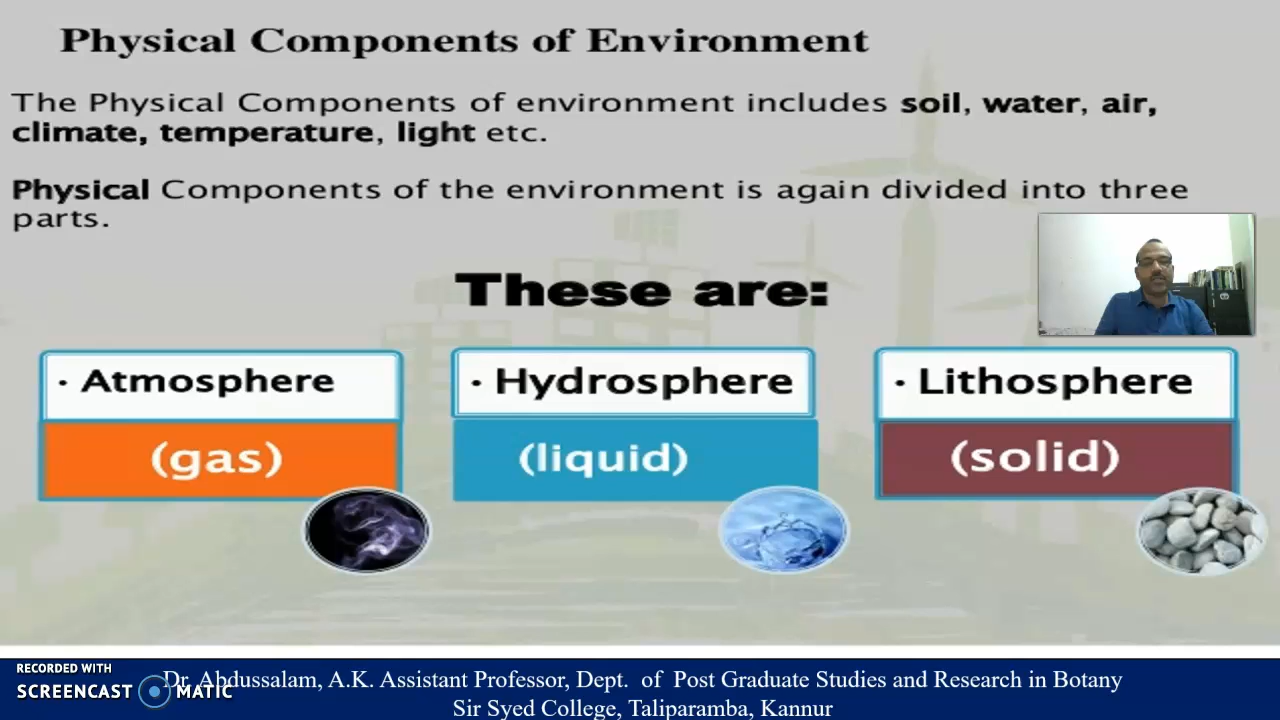 Physical Components of Environment
The Physical Components of environment includes soil, water, air,
climate, temperature, light etc.
Physical Components of the environment is again divided into three
parts.
These are:
· Atmosphere
(gas)
· Hydrosphere
(liquid)
· Lithosphere
(solid)
RECORDED WITH
SCREENCAST MATIC
Dr. Abdussalam, A.K. Assistant Professor, Dept. of Post Graduate Studies and Research in Botany
Sir Syed College, Taliparamba, Kannur